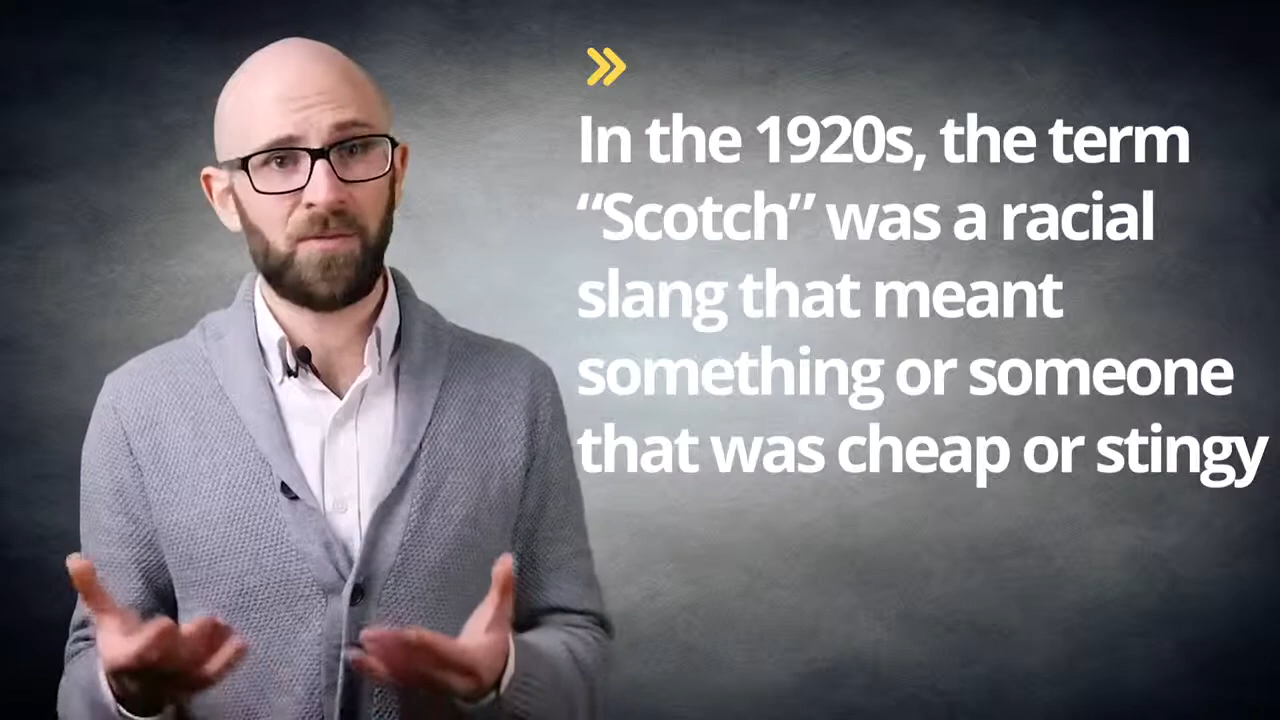 In the 1920s, the term
“Scotch” was a racial
slang that meant
something or someone
that was cheap or stingy